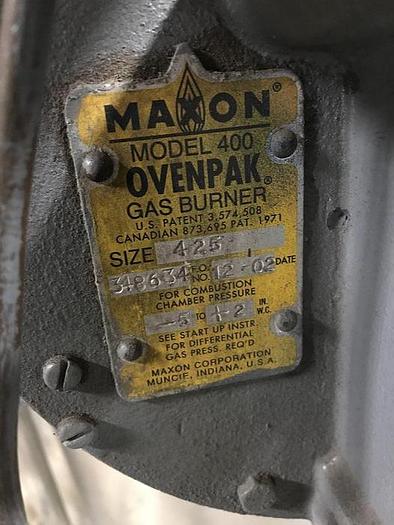 MAXON®
MODEL 400
OVENPAK®
GAS BURNER
U.S. PATENT 3,574,508
CANADIAN 873,695 PAT. 1971
SIZE 425
318634 F.O. NO. 12-02 DATE
FOR COMBUSTION
CHAMBER PRESSURE
-5 TO +2 IN. W.C.
SEE START UP INSTR.
FOR DIFFERENTIAL
GAS PRESS. REQ'D
MAXON CORPORATION
MUNCIE, INDIANA, U.S.A.